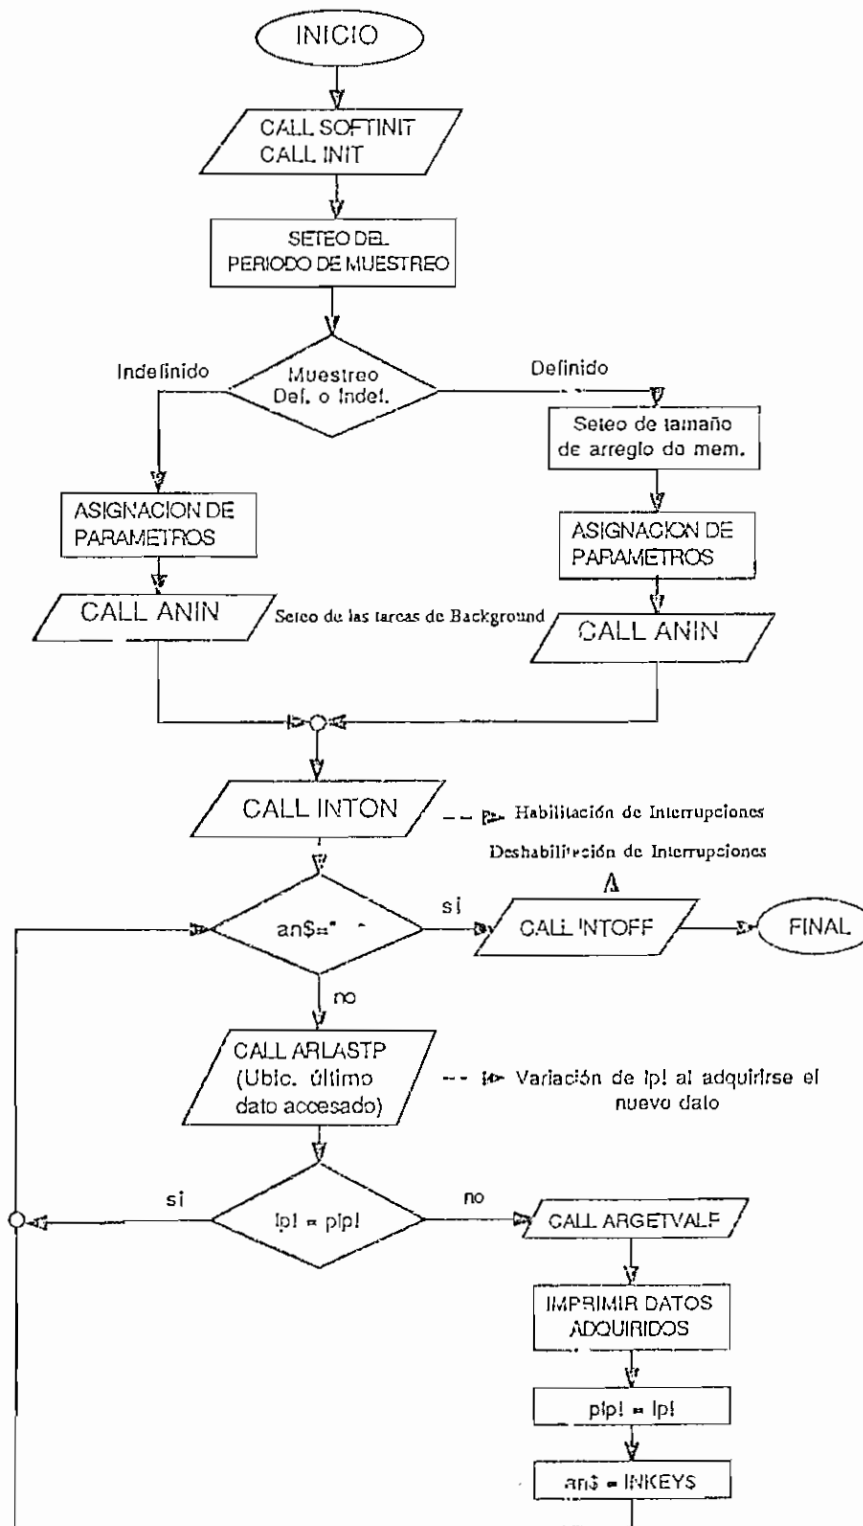 INICIO
CALL SOFTINIT
CALL INIT
SETEO DEL
PERIODO DE MUESTREO
Indefinido
Muestreo
Def. o Indef.
Definido
Seteo de tamaño
de arreglo de mem.
ASIGNACION DE
PARAMETROS
ASIGNACION DE
PARAMETROS
CALL ANIN
Seteo de las tareas de Background
CALL ANIN
CALL INTON
Habilitación de Interrupciones
Deshabilitación de Interrupciones
an$=" "
si
CALL INTOFF
FINAL
no
CALL ARLASTP
(Ubic. último
dato accesado)
Variación de lp! al adquirirse el
nuevo dato
si
lp! = plp!
no
CALL ARGETVALF
IMPRIMIR DATOS
ADQUIRIDOS
plp! = lp!
an$ = INKEY$